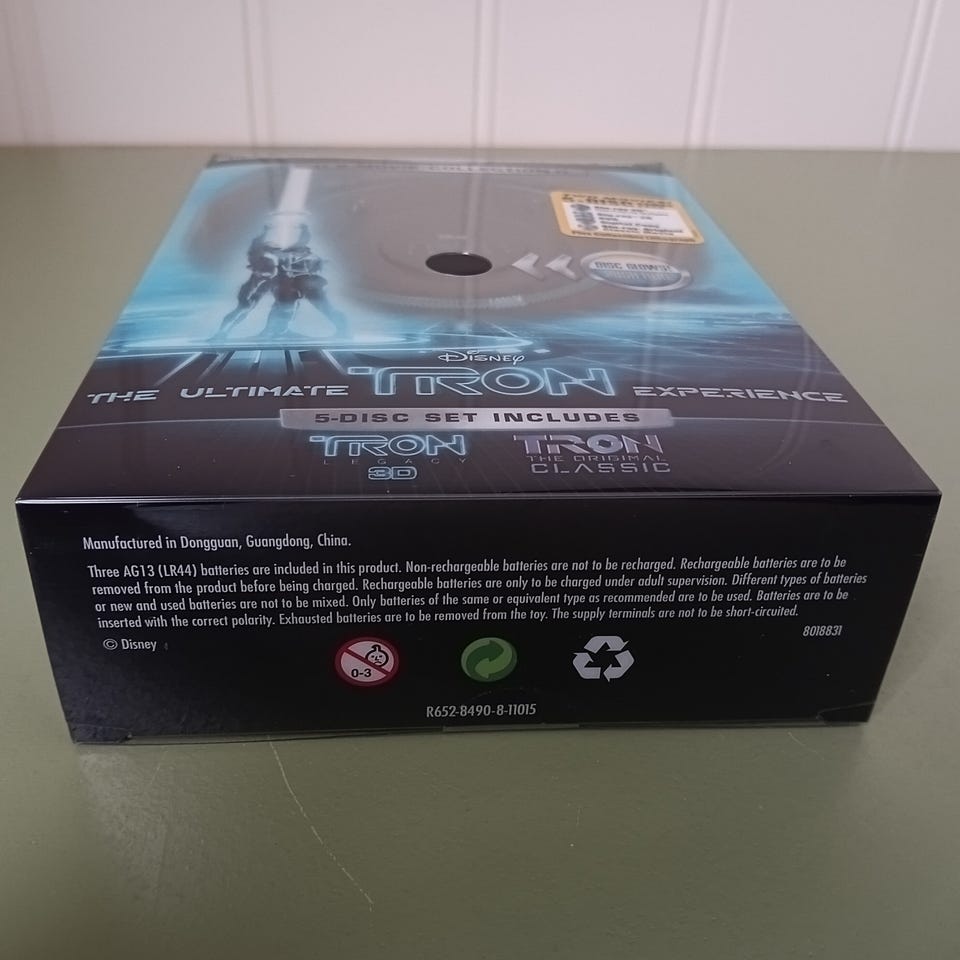 DISC GLOWS!
DISNEY
THE ULTIMATE TRON EXPERIENCE
5-DISC SET INCLUDES
TRON
LEGACY
3D
TRON
THE ORIGINAL
CLASSIC
Manufactured in Dongguan, Guangdong, China.
Three AG13 (LR44) batteries are included in this product. Non-rechargeable batteries are not to be recharged. Rechargeable batteries are to be
removed from the product before being charged. Rechargeable batteries are only to be charged under adult supervision. Different types of batteries
or new and used batteries are not to be mixed. Only batteries of the same or equivalent type as recommended are to be used. Batteries are to be
inserted with the correct polarity. Exhausted batteries are to be removed from the toy. The supply terminals are not to be short-circuited.
8018831
© Disney
0-3
R652-8490-8-11015